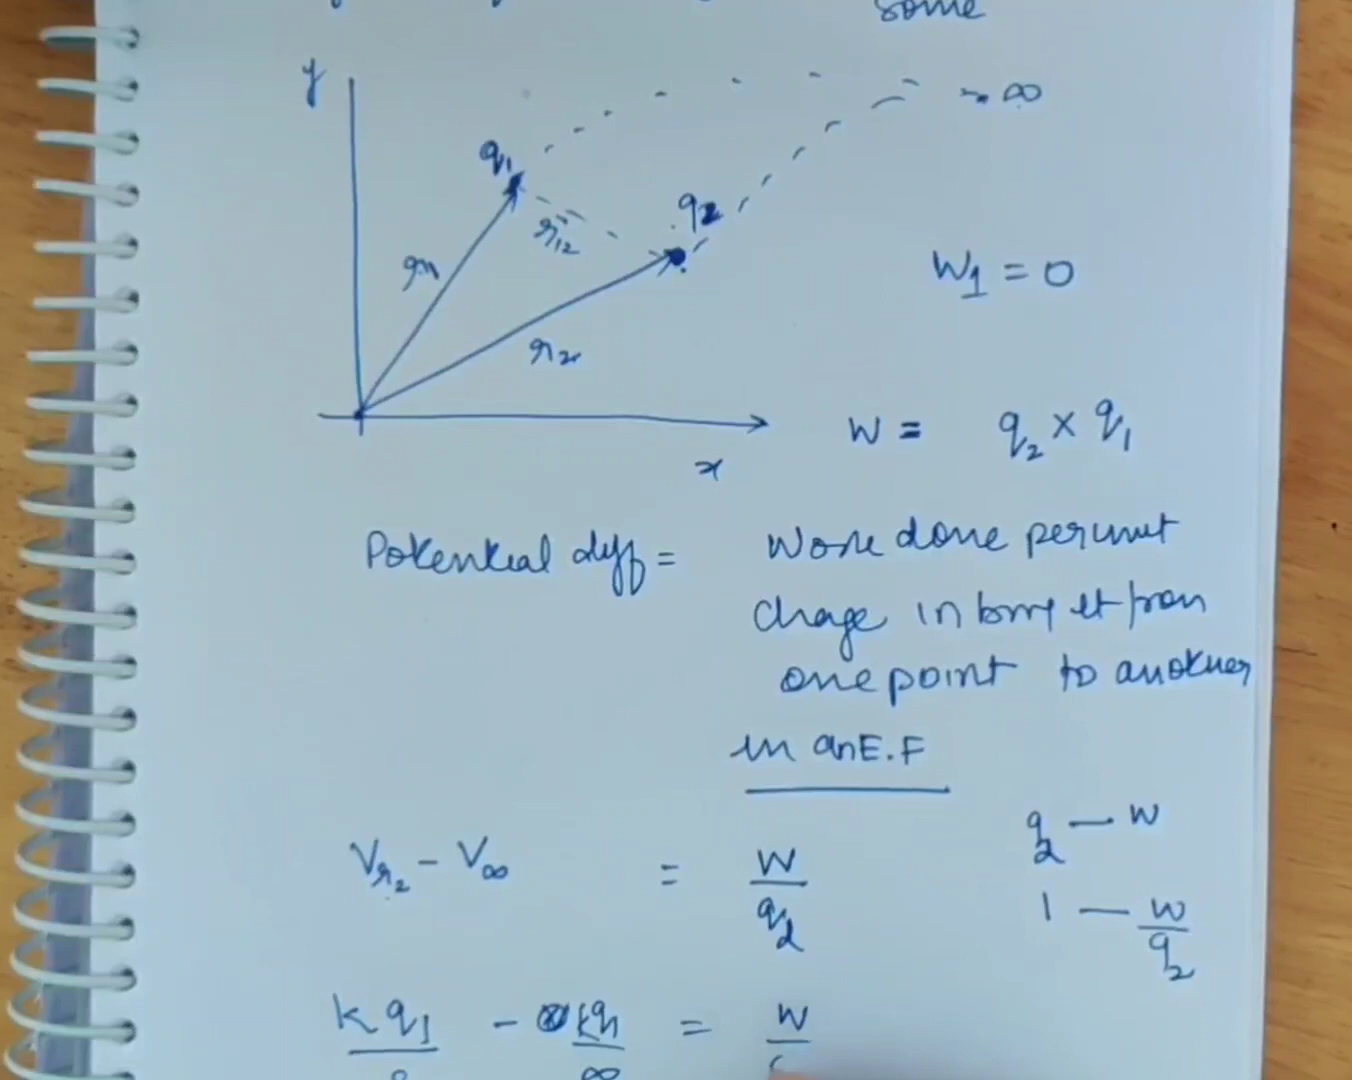 some
y
∞
q₁
q₂
r₁₂
r₁
W₁ = 0
r₂
W = q₂ × q₁
x
Potential diff = Work done per unit
charge in bring it from
one point to another
in an E.F
q₂ — W
V_r₂ - V_∞ = W/q₂
1 — W/q₂
kq₁ - kq₁/∞ = W